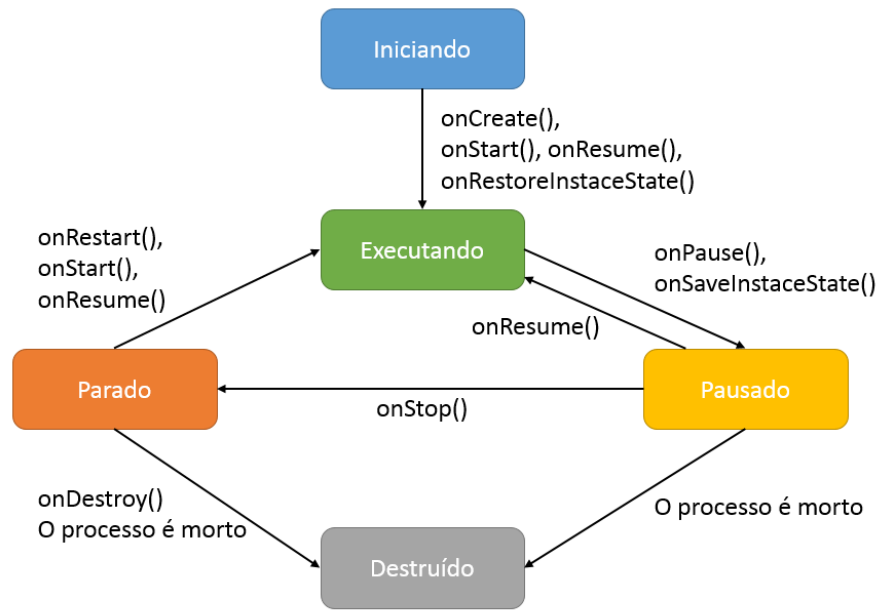 Iniciando
onCreate(),
onStart(), onResume(),
onRestoreInstaceState()
Executando
onRestart(),
onStart(),
onResume()
onPause(),
onSaveInstaceState()
onResume()
Parado
onStop()
Pausado
onDestroy()
O processo é morto
O processo é morto
Destruído